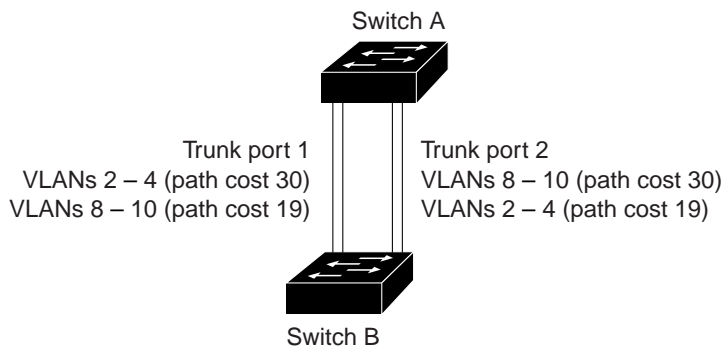 Switch A
Trunk port 1
VLANs 2 – 4 (path cost 30)
VLANs 8 – 10 (path cost 19)
Trunk port 2
VLANs 8 – 10 (path cost 30)
VLANs 2 – 4 (path cost 19)
Switch B